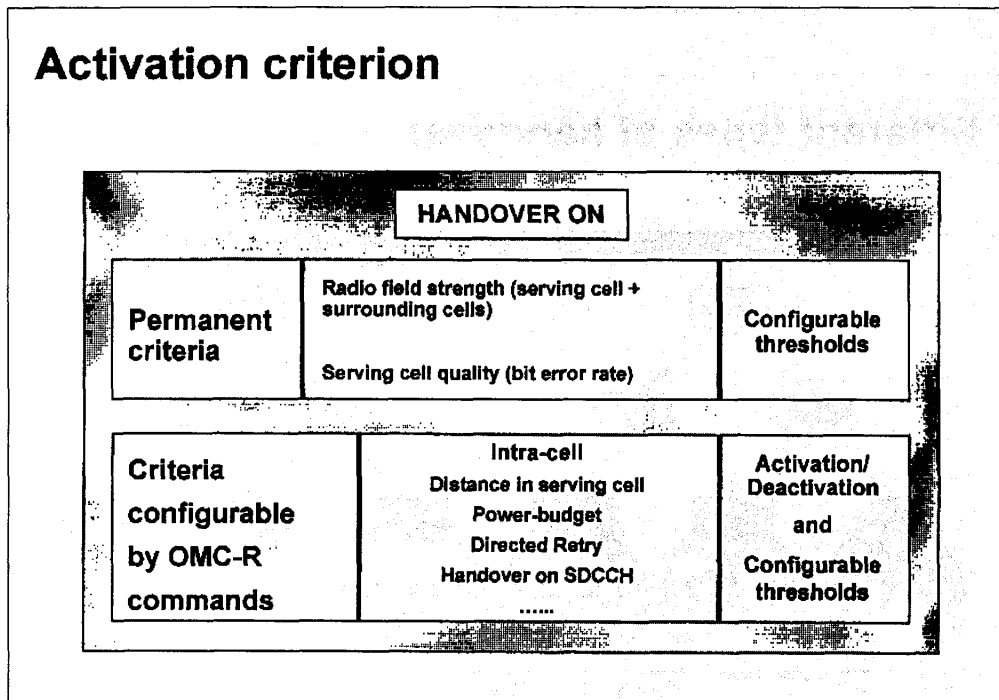 Activation criterion
HANDOVER ON
Permanent
criteria
Radio field strength (serving cell +
surrounding cells)
Serving cell quality (bit error rate)
Configurable
thresholds
Criteria
configurable
by OMC-R
commands
Intra-cell
Distance in serving cell
Power-budget
Directed Retry
Handover on SDCCH
......
Activation/
Deactivation
and
Configurable
thresholds